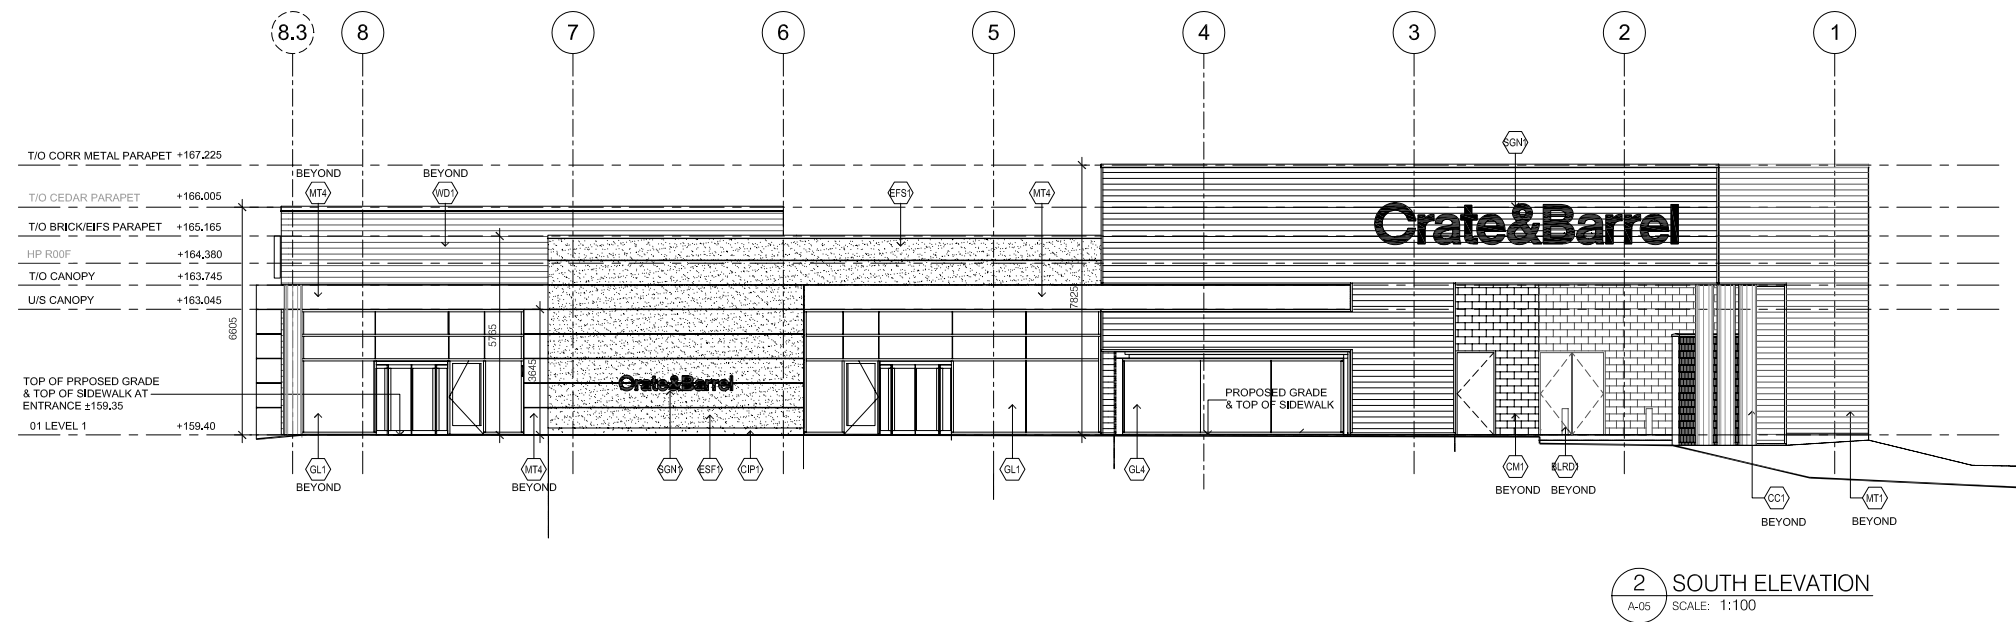 8.3 8 7 6 5 4 3 2 1
T/O CORR METAL PARAPET +167.225
SGN1
BEYOND BEYOND
T/O CEDAR PARAPET +166.005
MT4 WD1 EFS1 MT4
T/O BRICK/EIFS PARAPET +165.165
Crate&Barrel
HP R00F +164.380
T/O CANOPY +163.745
U/S CANOPY +163.045
7825
6605
5765
3645
TOP OF PRPOSED GRADE
& TOP OF SIDEWALK AT
ENTRANCE ±159.35
Crate&Barrel
PROPOSED GRADE
& TOP OF SIDEWALK
01 LEVEL 1 +159.40
GL1 MT4 SGN1 ESF1 CIP1 GL1 GL4 CM1 BLRD1
BEYOND BEYOND BEYOND BEYOND
CC1 MT1
BEYOND BEYOND
2 SOUTH ELEVATION
A-05 SCALE: 1:100